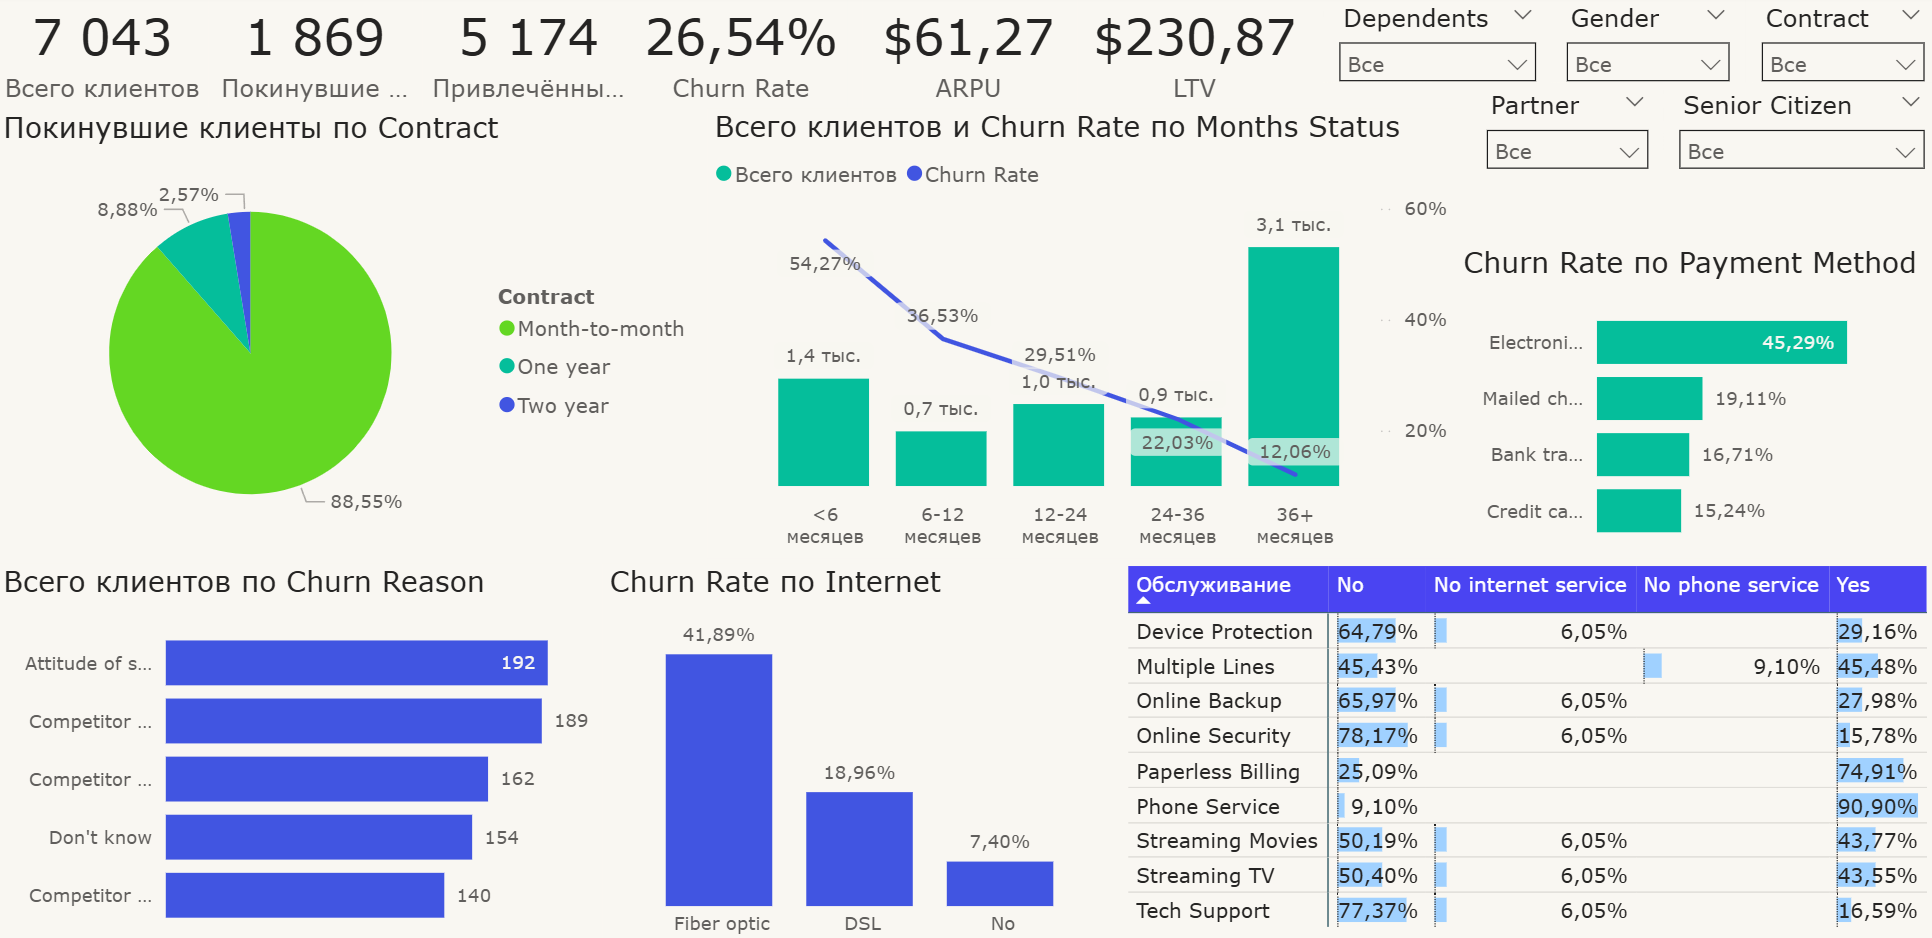 7 043
Всего клиентов
1 869
Покинувшие ...
5 174
Привлечённы...
26,54%
Churn Rate
$61,27
ARPU
$230,87
LTV
Dependents
Все
Gender
Все
Contract
Все
Partner
Все
Senior Citizen
Все
Покинувшие клиенты по Contract
2,57%
8,88%
88,55%
Contract
Month-to-month
One year
Two year
Всего клиентов и Churn Rate по Months Status
Всего клиентов
Churn Rate
60%
40%
20%
54,27%
36,53%
29,51%
22,03%
12,06%
1,4 тыс.
0,7 тыс.
1,0 тыс.
0,9 тыс.
3,1 тыс.
<6
месяцев
6-12
месяцев
12-24
месяцев
24-36
месяцев
36+
месяцев
Churn Rate по Payment Method
Electroni... 45,29%
Mailed ch... 19,11%
Bank tra... 16,71%
Credit ca... 15,24%
Всего клиентов по Churn Reason
Attitude of s... 192
Competitor ... 189
Competitor ... 162
Don't know 154
Competitor ... 140
Churn Rate по Internet
41,89%
18,96%
7,40%
Fiber optic
DSL
No
Обслуживание No No internet service No phone service Yes
Device Protection 64,79% 6,05% 29,16%
Multiple Lines 45,43% 9,10% 45,48%
Online Backup 65,97% 6,05% 27,98%
Online Security 78,17% 6,05% 15,78%
Paperless Billing 25,09% 74,91%
Phone Service 9,10% 90,90%
Streaming Movies 50,19% 6,05% 43,77%
Streaming TV 50,40% 6,05% 43,55%
Tech Support 77,37% 6,05% 16,59%